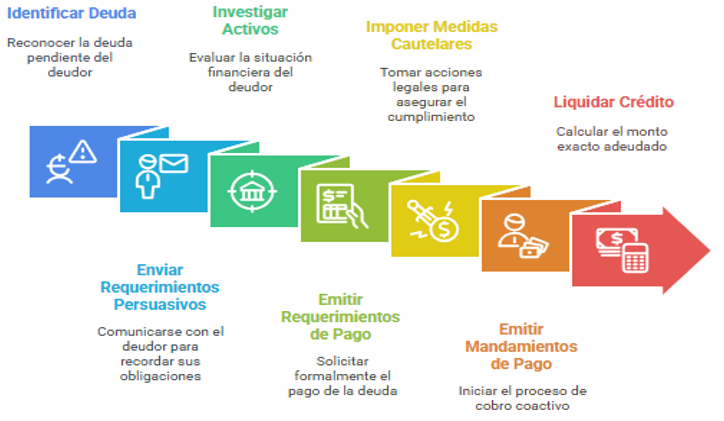 Identificar Deuda
Reconocer la deuda
pendiente del
deudor
Investigar
Activos
Evaluar la situación
financiera del
deudor
Imponer Medidas
Cautelares
Tomar acciones
legales para
asegurar el
cumplimiento
Liquidar Crédito
Calcular el monto
exacto adeudado
Enviar
Requerimientos
Persuasivos
Comunicarse con el
deudor para
recordar sus
obligaciones
Emitir
Requerimientos
de Pago
Solicitar
formalmente el
pago de la deuda
Emitir
Mandamientos
de Pago
Iniciar el proceso de
cobro coactivo